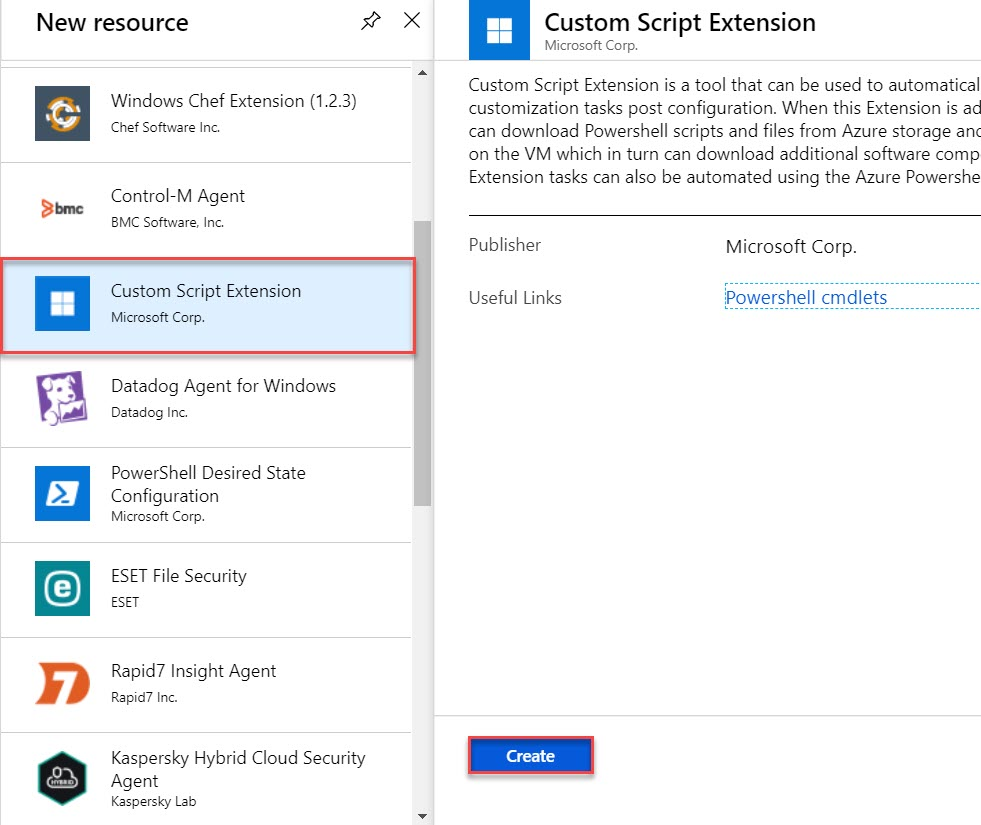 New resource
Windows Chef Extension (1.2.3)
Chef Software Inc.
bmc
Control-M Agent
BMC Software, Inc.
Custom Script Extension
Microsoft Corp.
Datadog Agent for Windows
Datadog Inc.
PowerShell Desired State
Configuration
Microsoft Corp.
e
ESET File Security
ESET
7
Rapid7 Insight Agent
Rapid7 Inc.
HYBRID
Kaspersky Hybrid Cloud Security
Agent
Kaspersky Lab
Custom Script Extension
Microsoft Corp.
Custom Script Extension is a tool that can be used to automatical
customization tasks post configuration. When this Extension is ad
can download Powershell scripts and files from Azure storage and
on the VM which in turn can download additional software comp
Extension tasks can also be automated using the Azure Powershe
Publisher
Microsoft Corp.
Useful Links
Powershell cmdlets
Create